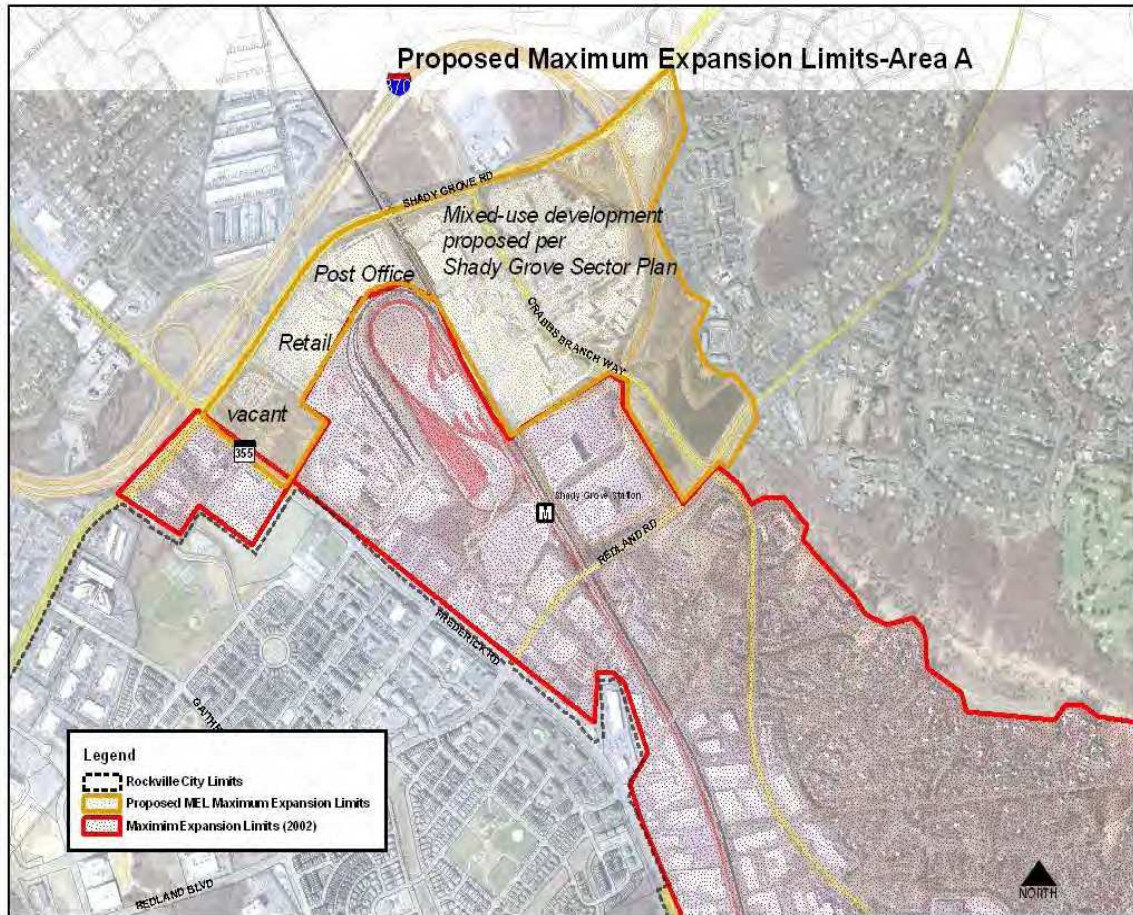 Proposed Maximum Expansion Limits-Area A
370
SHADY GROVE RD
Mixed-use development
proposed per
Shady Grove Sector Plan
Post Office
CRABBS BRANCH WAY
Retail
vacant
355
Shady Grove Station
M
REDLAND RD
FREDERICK RD
Legend
Rockville City Limits
Proposed MEL Maximum Expansion Limits
Maximim Expansion Limits (2002)
REDLAND BLVD
NORTH